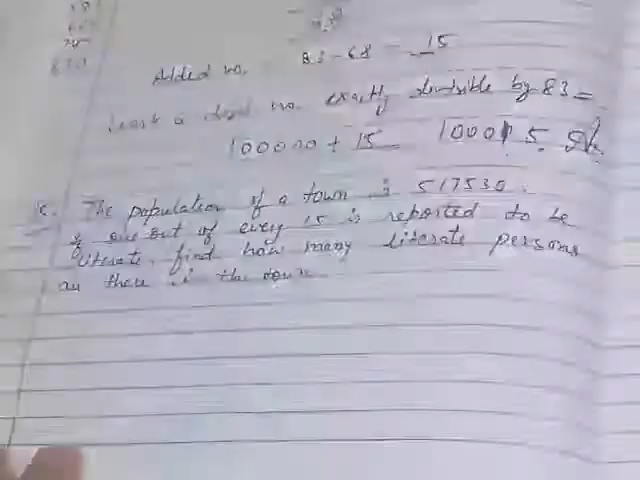 Added no. 83 - 68 = 15
least 6 digit no. exactly divisible by 83 =
100000 + 15 = 100015
The population of a town is 517530.
If one out of every 15 is reported to be
literate, find how many literate persons
are there in the town